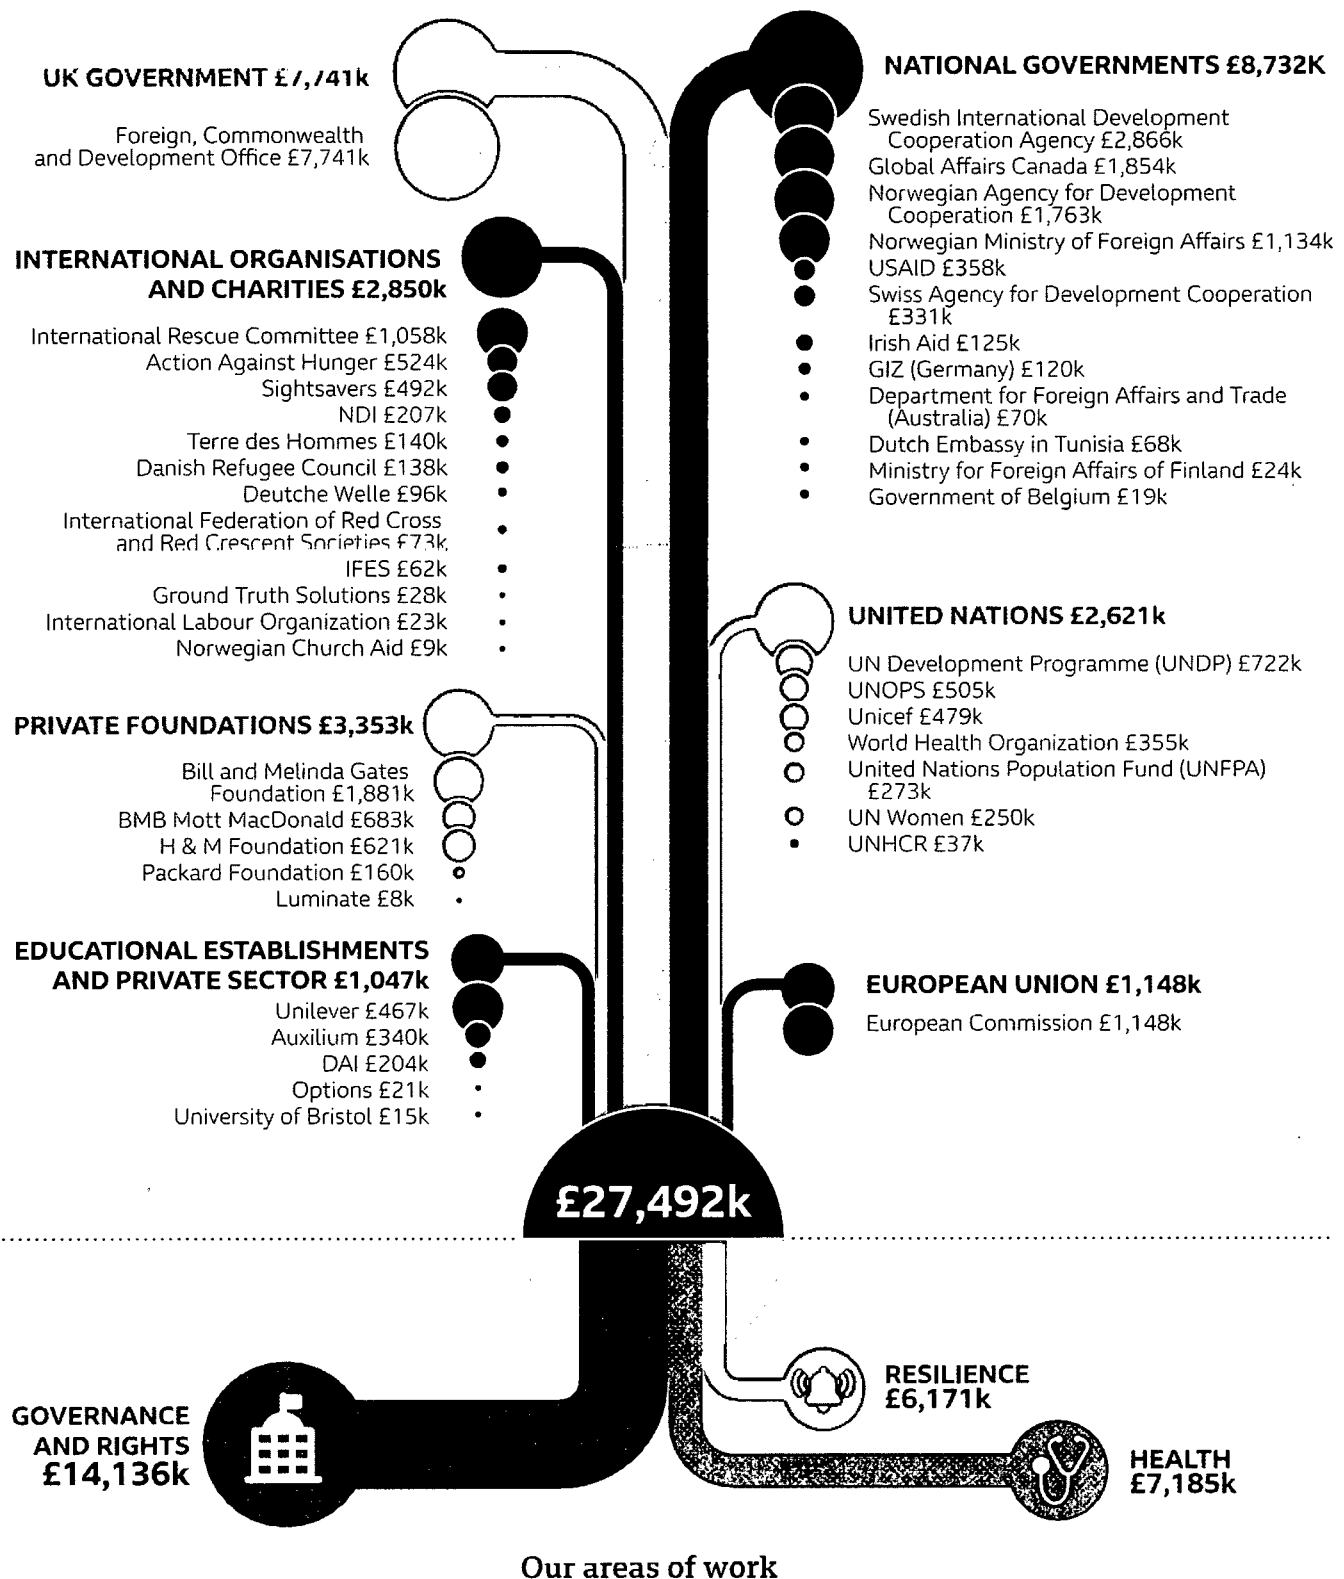 UK GOVERNMENT £7,741k
Foreign, Commonwealth
and Development Office £7,741k
INTERNATIONAL ORGANISATIONS
AND CHARITIES £2,850k
International Rescue Committee £1,058k
Action Against Hunger £524k
Sightsavers £492k
NDI £207k
Terre des Hommes £140k
Danish Refugee Council £138k
Deutche Welle £96k
International Federation of Red Cross
and Red Crescent Societies £73k
IFES £62k
Ground Truth Solutions £28k
International Labour Organization £23k
Norwegian Church Aid £9k
PRIVATE FOUNDATIONS £3,353k
Bill and Melinda Gates
Foundation £1,881k
BMB Mott MacDonald £683k
H & M Foundation £621k
Packard Foundation £160k
Luminate £8k
EDUCATIONAL ESTABLISHMENTS
AND PRIVATE SECTOR £1,047k
Unilever £467k
Auxilium £340k
DAI £204k
Options £21k
University of Bristol £15k
NATIONAL GOVERNMENTS £8,732K
Swedish International Development
Cooperation Agency £2,866k
Global Affairs Canada £1,854k
Norwegian Agency for Development
Cooperation £1,763k
Norwegian Ministry of Foreign Affairs £1,134k
USAID £358k
Swiss Agency for Development Cooperation
£331k
Irish Aid £125k
GIZ (Germany) £120k
Department for Foreign Affairs and Trade
(Australia) £70k
Dutch Embassy in Tunisia £68k
Ministry for Foreign Affairs of Finland £24k
Government of Belgium £19k
UNITED NATIONS £2,621k
UN Development Programme (UNDP) £722k
UNOPS £505k
Unicef £479k
World Health Organization £355k
United Nations Population Fund (UNFPA)
£273k
UN Women £250k
UNHCR £37k
EUROPEAN UNION £1,148k
European Commission £1,148k
£27,492k
GOVERNANCE
AND RIGHTS
£14,136k
RESILIENCE
£6,171k
HEALTH
£7,185k
Our areas of work